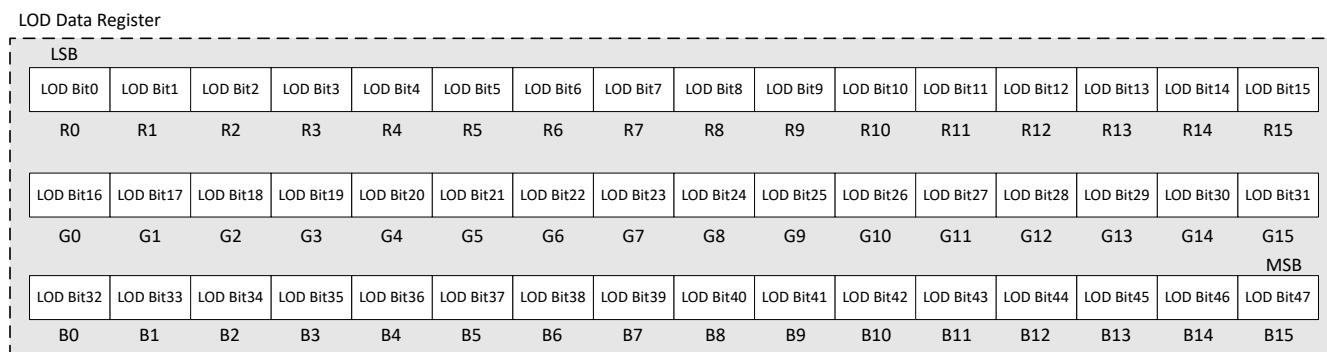 LOD Data Register
LSB
LOD Bit0 LOD Bit1 LOD Bit2 LOD Bit3 LOD Bit4 LOD Bit5 LOD Bit6 LOD Bit7 LOD Bit8 LOD Bit9 LOD Bit10 LOD Bit11 LOD Bit12 LOD Bit13 LOD Bit14 LOD Bit15
R0 R1 R2 R3 R4 R5 R6 R7 R8 R9 R10 R11 R12 R13 R14 R15
LOD Bit16 LOD Bit17 LOD Bit18 LOD Bit19 LOD Bit20 LOD Bit21 LOD Bit22 LOD Bit23 LOD Bit24 LOD Bit25 LOD Bit26 LOD Bit27 LOD Bit28 LOD Bit29 LOD Bit30 LOD Bit31
G0 G1 G2 G3 G4 G5 G6 G7 G8 G9 G10 G11 G12 G13 G14 G15
MSB
LOD Bit32 LOD Bit33 LOD Bit34 LOD Bit35 LOD Bit36 LOD Bit37 LOD Bit38 LOD Bit39 LOD Bit40 LOD Bit41 LOD Bit42 LOD Bit43 LOD Bit44 LOD Bit45 LOD Bit46 LOD Bit47
B0 B1 B2 B3 B4 B5 B6 B7 B8 B9 B10 B11 B12 B13 B14 B15